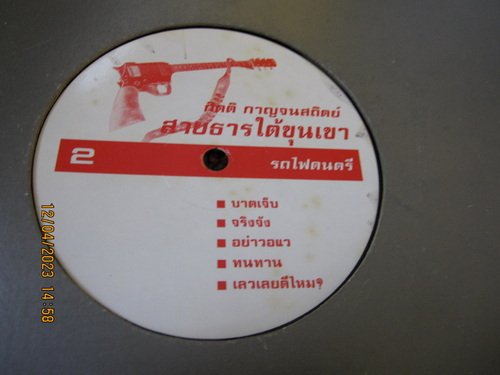 กิตติ กาญจนสถิตย์
สายธารใต้ขุนเขา
2
รถไฟดนตรี
■ บาดเจ็บ
■ จริงจัง
■ อย่าวอแว
■ ทนทาน
■ เลวเลยดีไหม?
12/04/2023 14:58